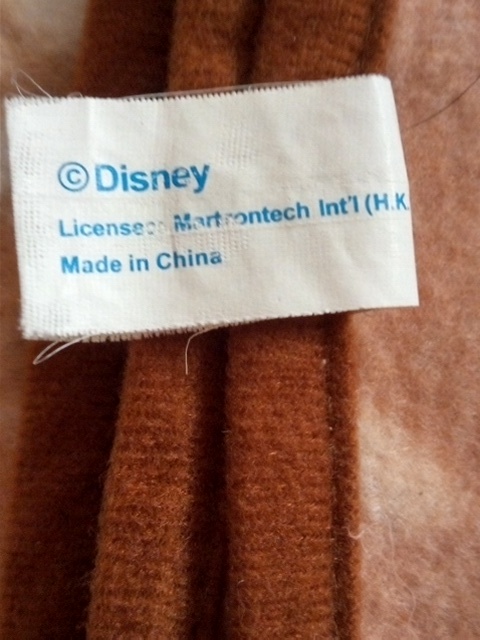 © Disney
Licensee: Int'l (H.K
Made in China